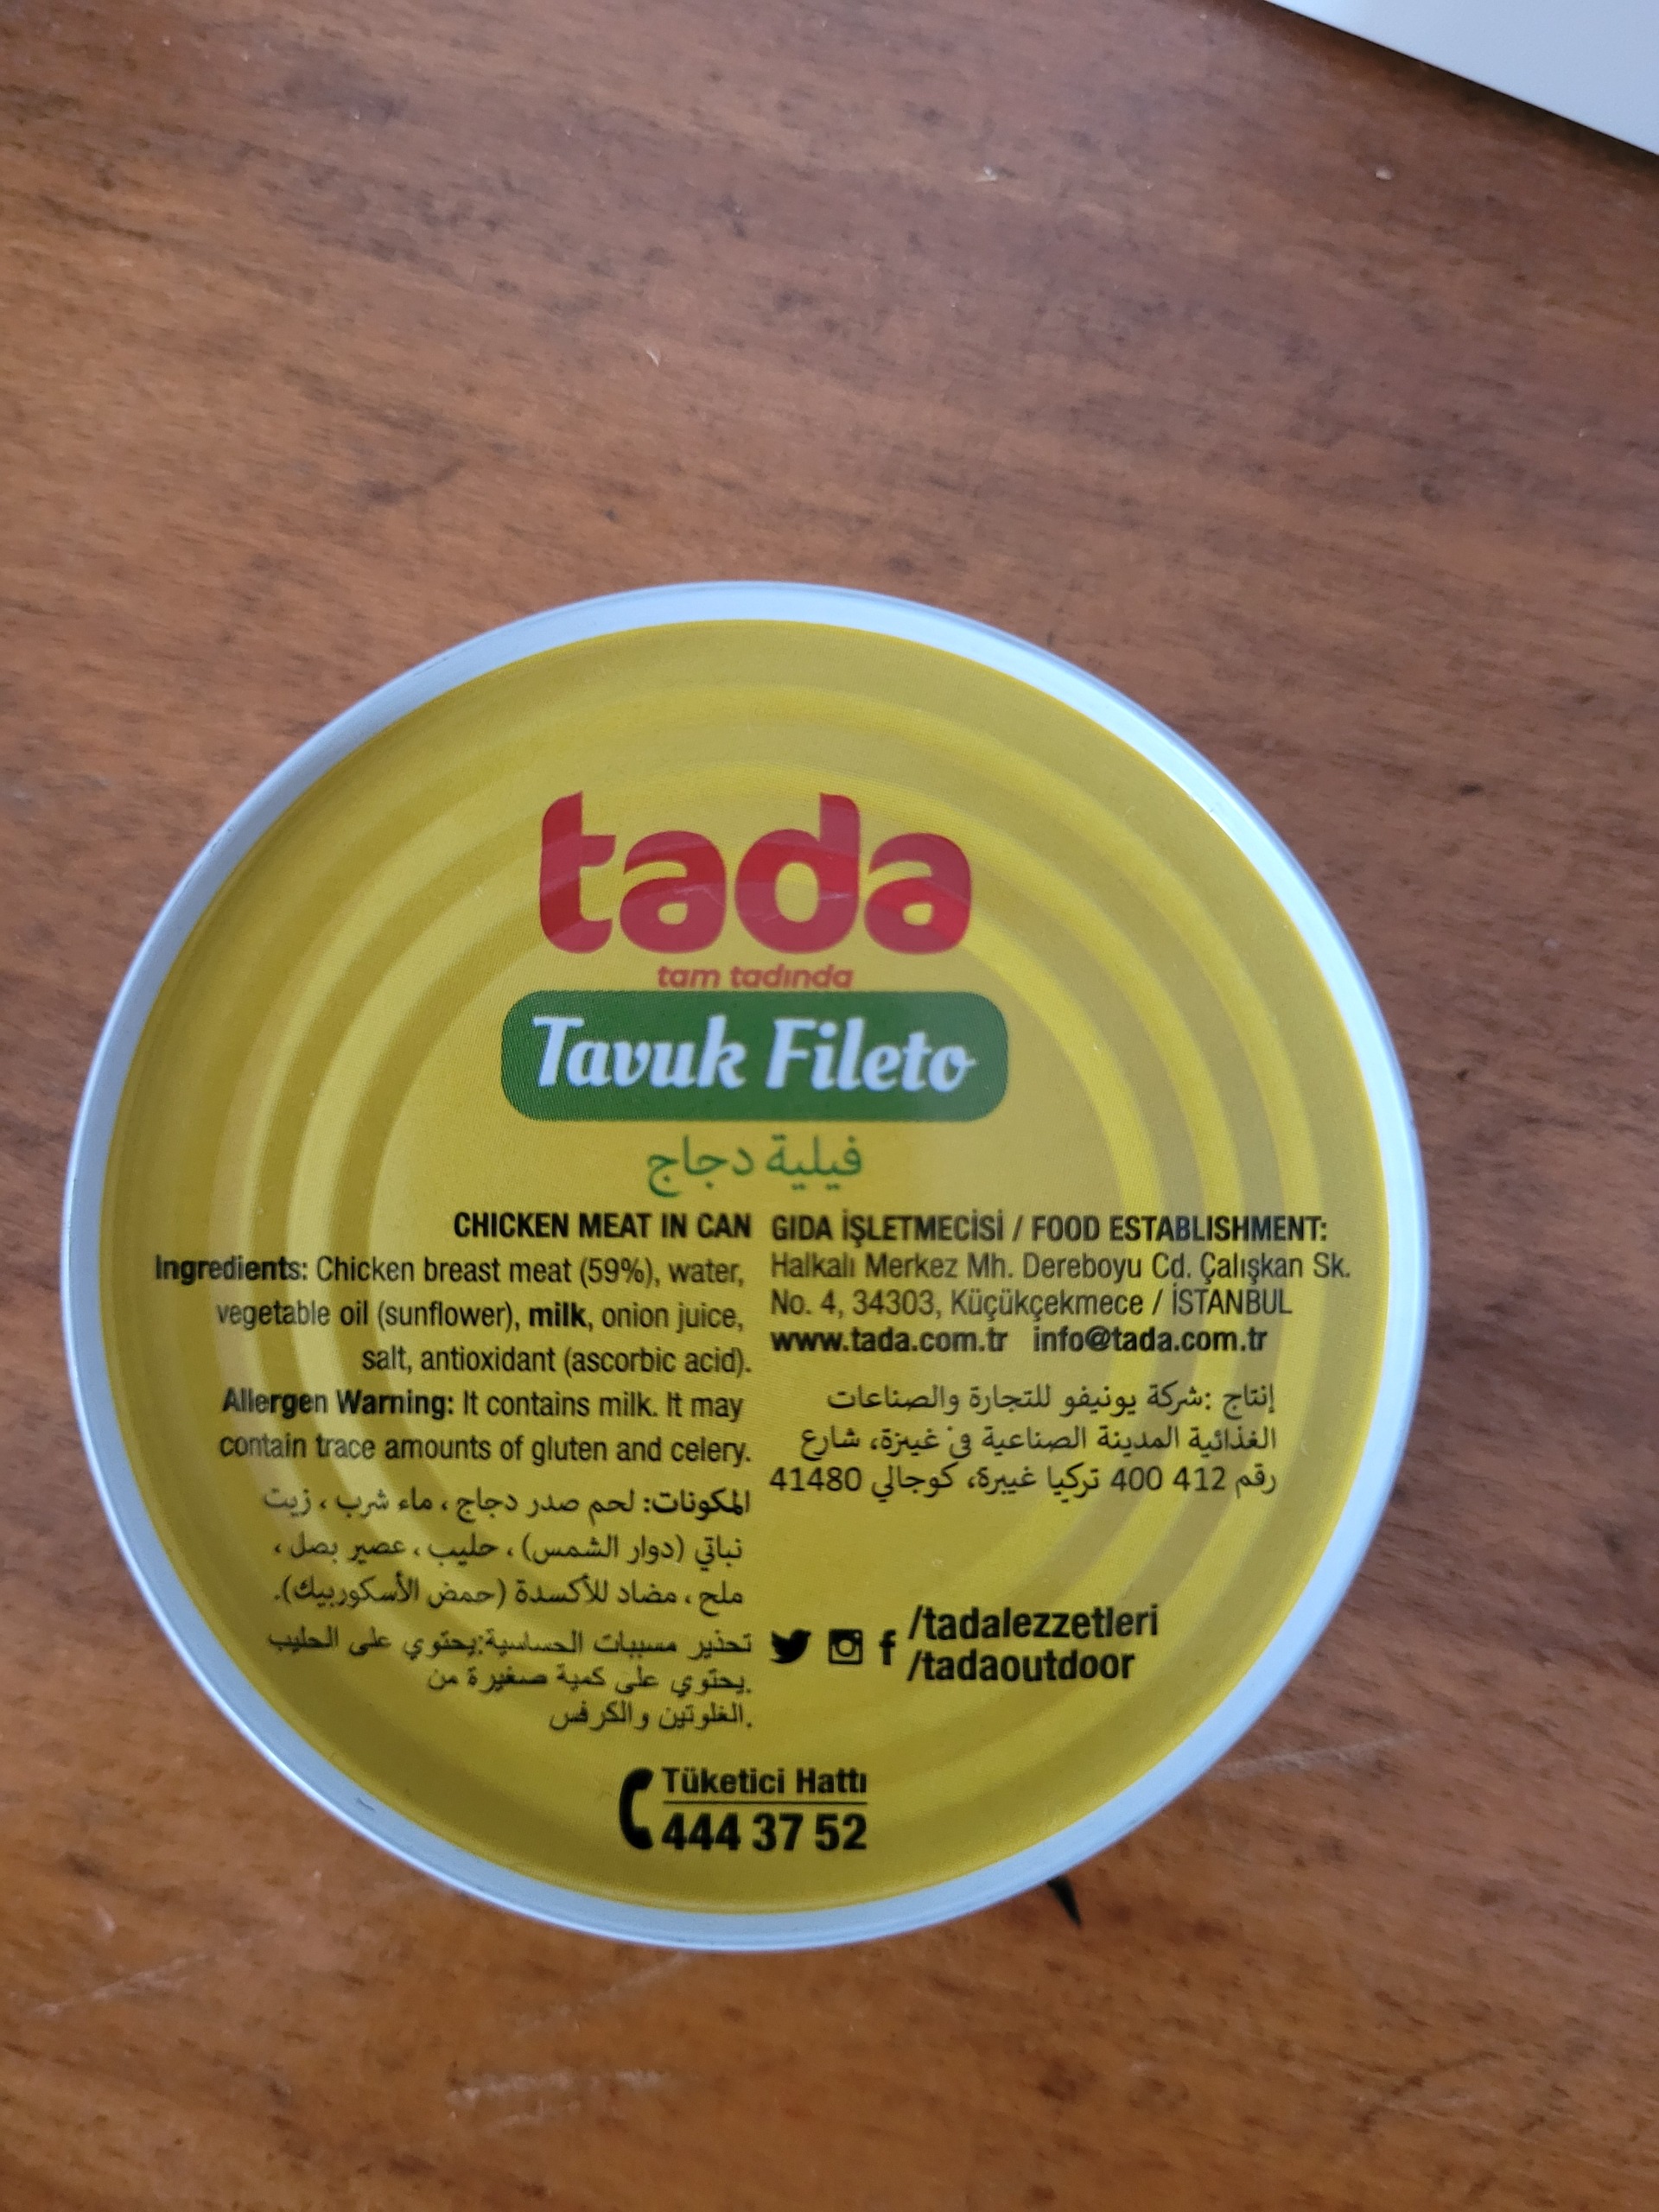 tada
tam tadında
Tavuk Fileto
فيلية دجاج
CHICKEN MEAT IN CAN
Ingredients: Chicken breast meat (59%), water,
vegetable oil (sunflower), milk, onion juice,
salt, antioxidant (ascorbic acid).
Allergen Warning: It contains milk. It may
contain trace amounts of gluten and celery.
المكونات: لحم صدر دجاج ، ماء شرب ، زيت
نباتي (دوار الشمس) ، حليب ، عصير بصل ،
ملح ، مضاد للأكسدة (حمض الأسكوربيك).
تحذير مسببات الحساسية:يحتوي على الحليب
.يحتوي على كمية صغيرة من
.الغلوتين والكرفس
GIDA İŞLETMECİSİ / FOOD ESTABLISHMENT:
Halkalı Merkez Mh. Dereboyu Cd. Çalışkan Sk.
No. 4, 34303, Küçükçekmece / İSTANBUL
www.tada.com.tr info@tada.com.tr
إنتاج :شركة يونيفو للتجارة والصناعات
الغذائية المدينة الصناعية في غيبزة، شارع
رقم 412 400 تركيا غيبرة، كوجالي 41480
/tadalezzetleri
/tadaoutdoor
Tüketici Hattı
444 37 52